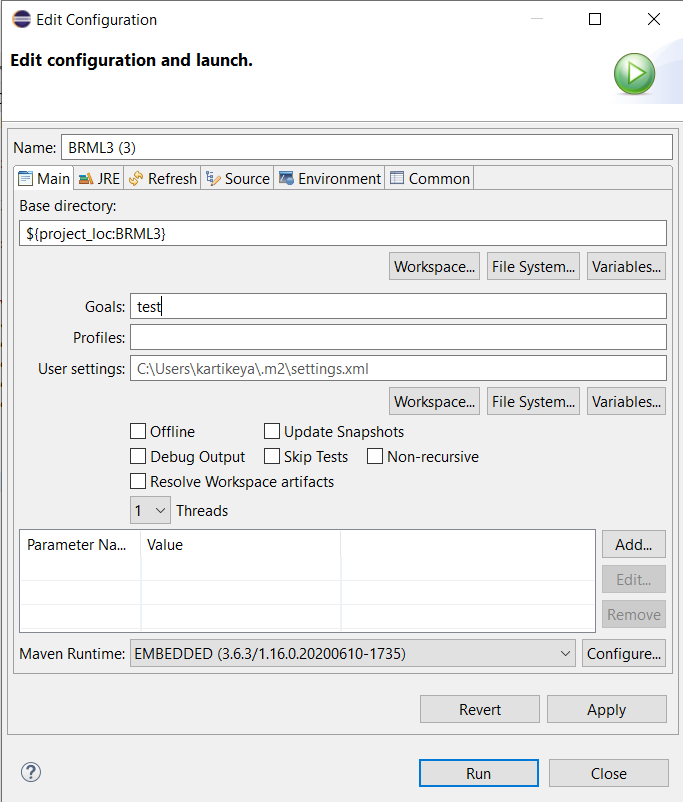 Edit Configuration
Edit configuration and launch.
Name: BRML3 (3)
Main JRE Refresh Source Environment Common
Base directory:
${project_loc:BRML3}
Workspace... File System... Variables...
Goals: test
Profiles:
User settings: C:\Users\kartikeya\.m2\settings.xml
Workspace... File System... Variables...
Offline Update Snapshots
Debug Output Skip Tests Non-recursive
Resolve Workspace artifacts
1 Threads
Parameter Na... Value Add...
Edit...
Remove
Maven Runtime: EMBEDDED (3.6.3/1.16.0.20200610-1735) Configure...
Revert Apply
? Run Close